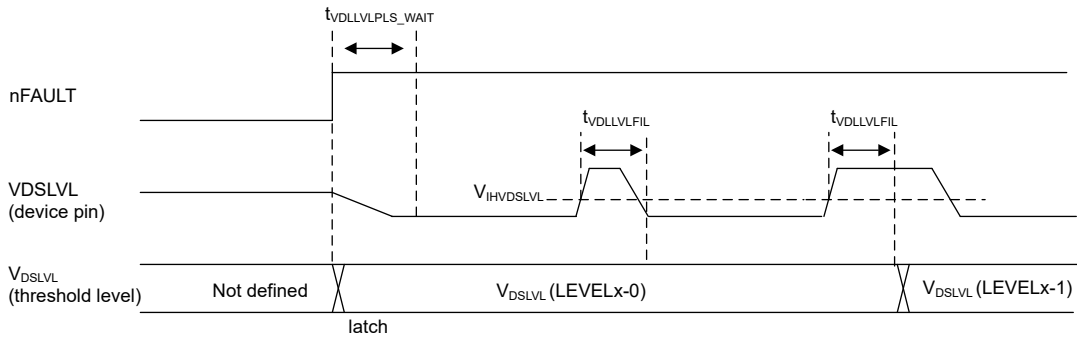 tVDLLVLPLS_WAIT
nFAULT
tVDLLVLFIL
tVDLLVLFIL
VDSLVL
(device pin)
VIHVDSLVL
VDSLVL
(threshold level)
Not defined
VDSLVL (LEVELx-0)
VDSLVL (LEVELx-1)
latch